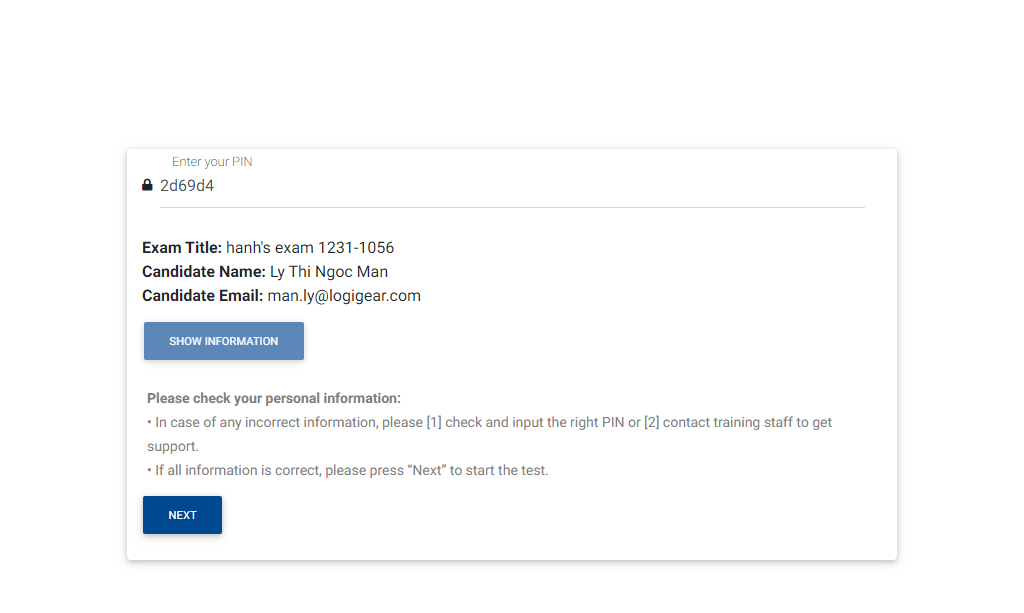 Enter your PIN
2d69d4
Exam Title: hanh's exam 1231-1056
Candidate Name: Ly Thi Ngoc Man
Candidate Email: man.ly@logigear.com
SHOW INFORMATION
Please check your personal information:
• In case of any incorrect information, please [1] check and input the right PIN or [2] contact training staff to get
support.
• If all information is correct, please press “Next” to start the test.
NEXT